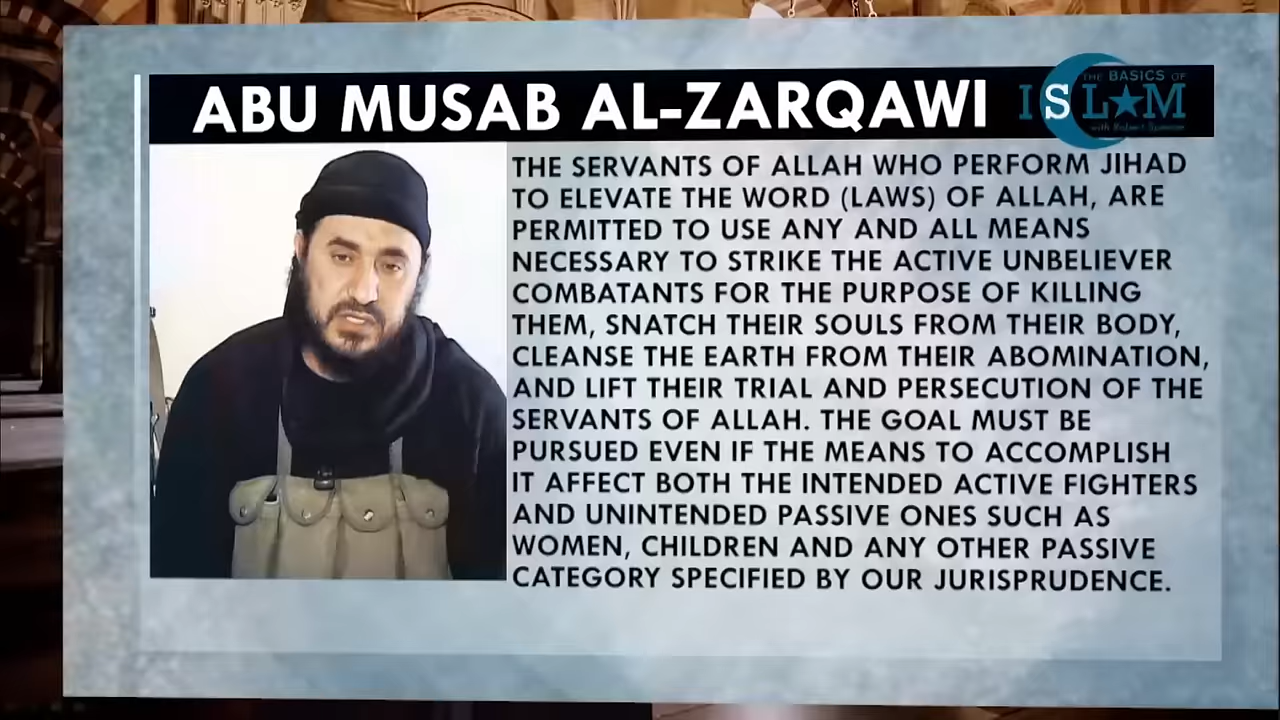 ABU MUSAB AL-ZARQAWI
THE BASICS OF
ISLAM
with Robert Spencer
THE SERVANTS OF ALLAH WHO PERFORM JIHAD
TO ELEVATE THE WORD (LAWS) OF ALLAH, ARE
PERMITTED TO USE ANY AND ALL MEANS
NECESSARY TO STRIKE THE ACTIVE UNBELIEVER
COMBATANTS FOR THE PURPOSE OF KILLING
THEM, SNATCH THEIR SOULS FROM THEIR BODY,
CLEANSE THE EARTH FROM THEIR ABOMINATION,
AND LIFT THEIR TRIAL AND PERSECUTION OF THE
SERVANTS OF ALLAH. THE GOAL MUST BE
PURSUED EVEN IF THE MEANS TO ACCOMPLISH
IT AFFECT BOTH THE INTENDED ACTIVE FIGHTERS
AND UNINTENDED PASSIVE ONES SUCH AS
WOMEN, CHILDREN AND ANY OTHER PASSIVE
CATEGORY SPECIFIED BY OUR JURISPRUDENCE.